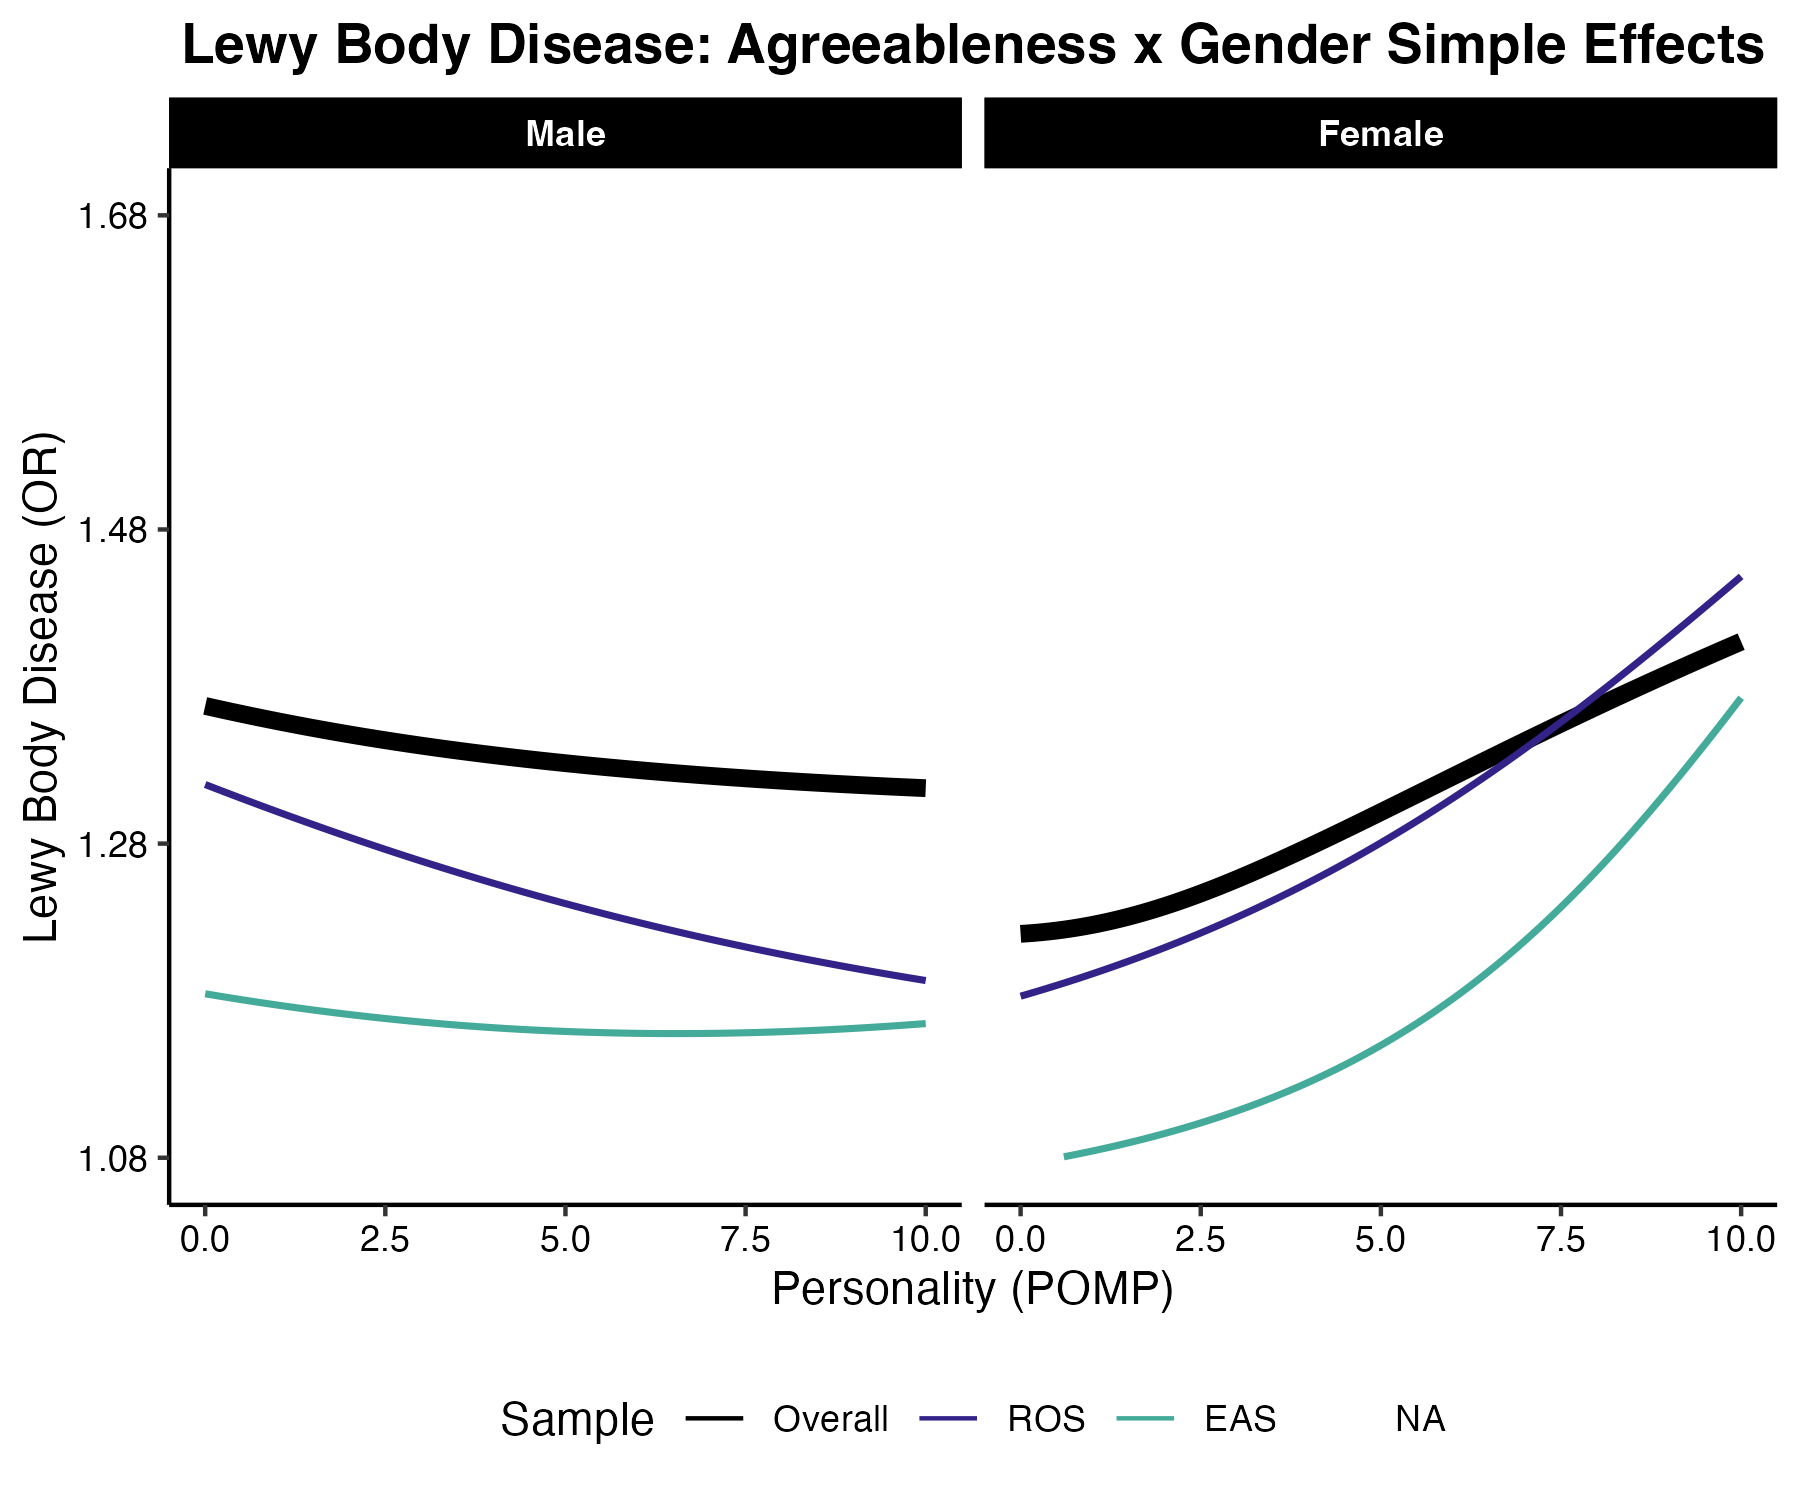 Lewy Body Disease: Agreeableness x Gender Simple Effects
Male
Female
Lewy Body Disease (OR)
1.68
1.48
1.28
1.08
0.0 2.5 5.0 7.5 10.0
0.0 2.5 5.0 7.5 10.0
Personality (POMP)
Sample Overall ROS EAS NA